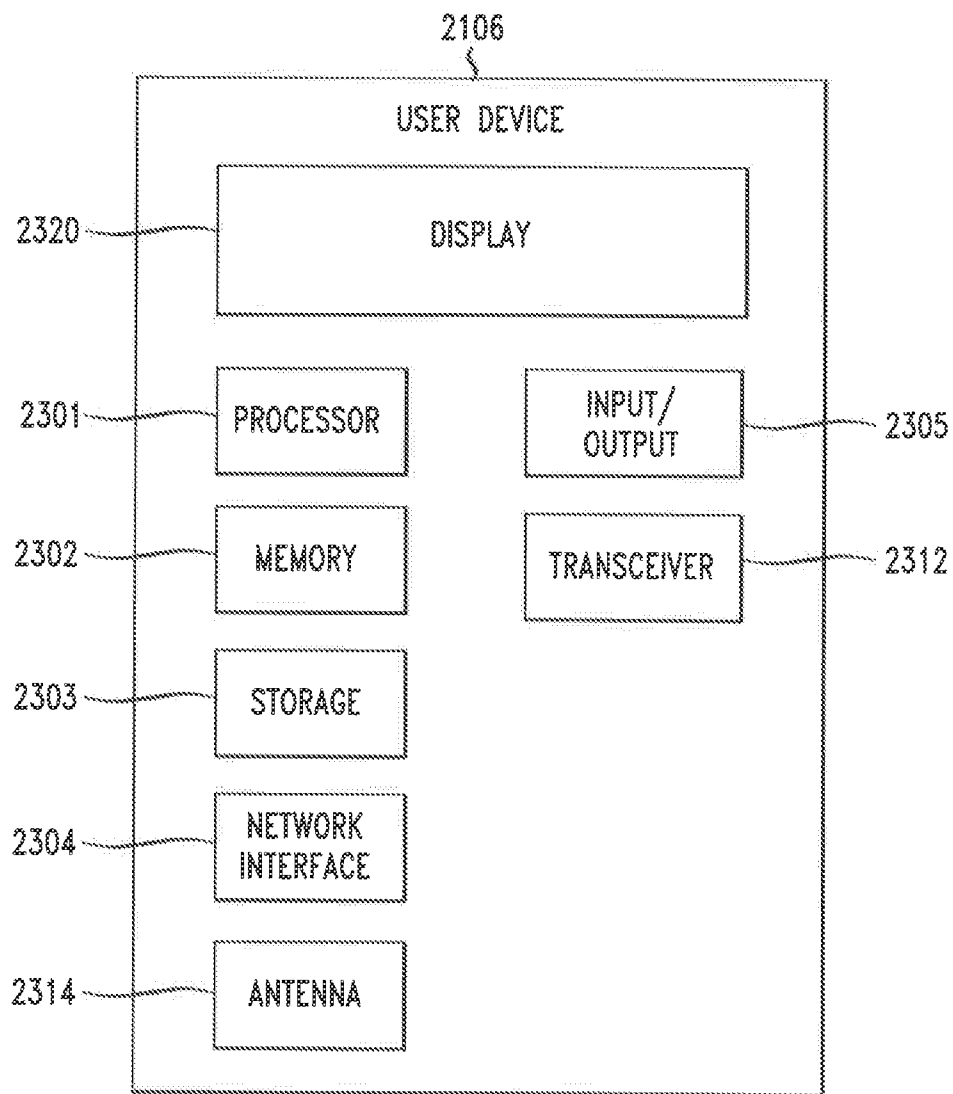 2106
USER DEVICE
2320
DISPLAY
2301
PROCESSOR
INPUT/
OUTPUT
2305
2302
MEMORY
TRANSCEIVER
2312
2303
STORAGE
2304
NETWORK
INTERFACE
2314
ANTENNA